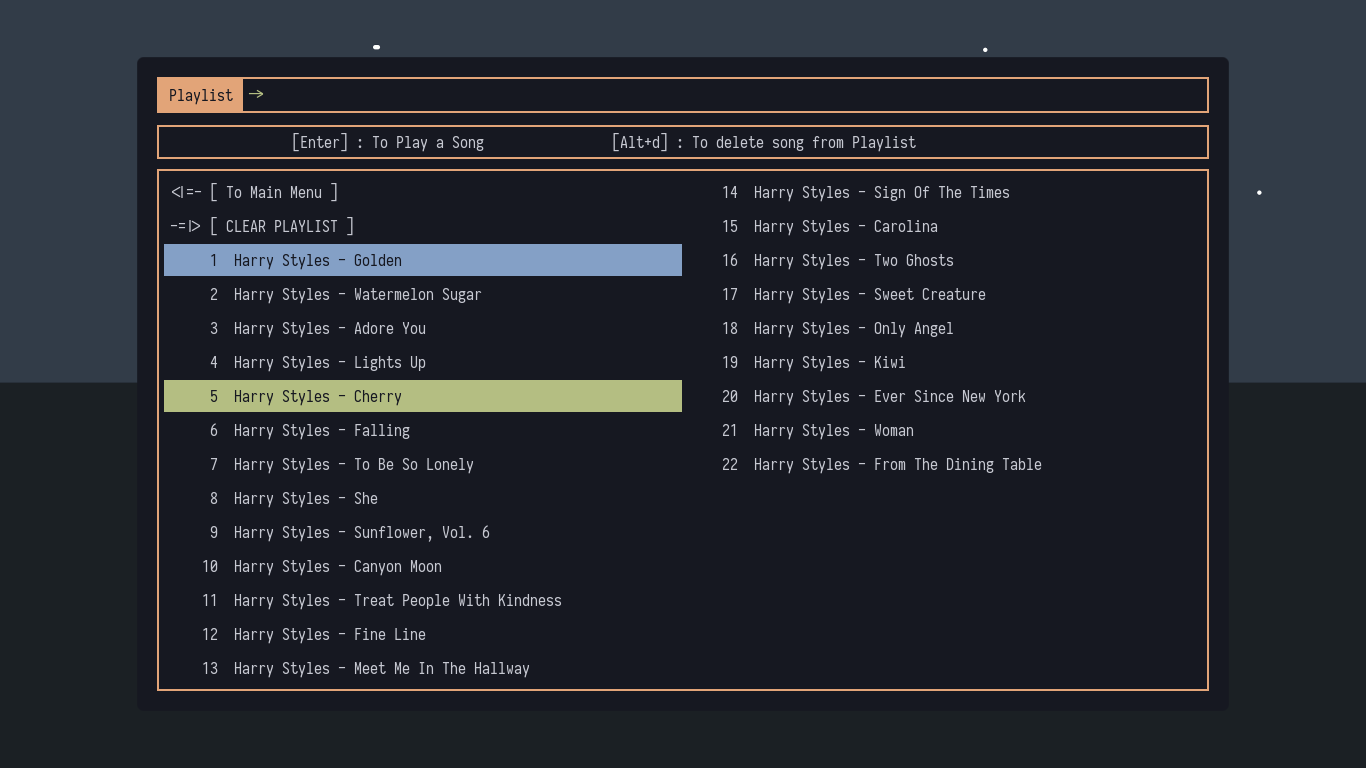 Playlist →
[Enter] : To Play a Song [Alt+d] : To delete song from Playlist
<|=- [ To Main Menu ]
-=|> [ CLEAR PLAYLIST ]
1 Harry Styles - Golden
2 Harry Styles - Watermelon Sugar
3 Harry Styles - Adore You
4 Harry Styles - Lights Up
5 Harry Styles - Cherry
6 Harry Styles - Falling
7 Harry Styles - To Be So Lonely
8 Harry Styles - She
9 Harry Styles - Sunflower, Vol. 6
10 Harry Styles - Canyon Moon
11 Harry Styles - Treat People With Kindness
12 Harry Styles - Fine Line
13 Harry Styles - Meet Me In The Hallway
14 Harry Styles - Sign Of The Times
15 Harry Styles - Carolina
16 Harry Styles - Two Ghosts
17 Harry Styles - Sweet Creature
18 Harry Styles - Only Angel
19 Harry Styles - Kiwi
20 Harry Styles - Ever Since New York
21 Harry Styles - Woman
22 Harry Styles - From The Dining Table